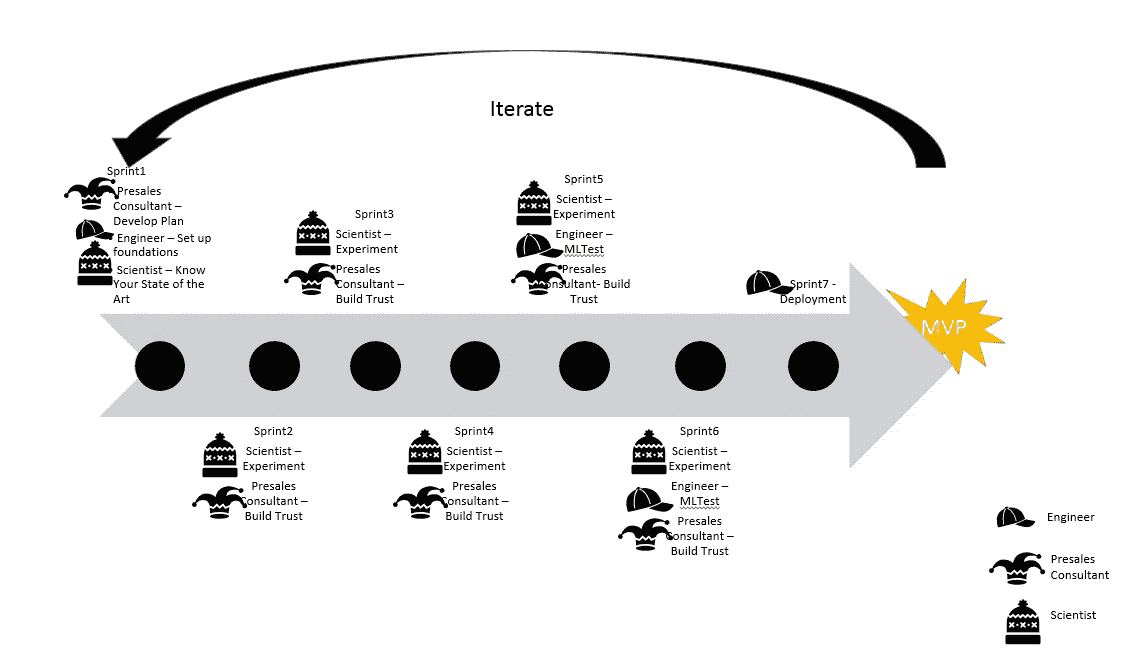 Iterate
Sprint1
Presales
Consultant –
Develop Plan
Engineer – Set up
foundations
Scientist – Know
Your State of the
Art
Sprint3
Scientist –
Experiment
Presales
Consultant –
Build Trust
Sprint5
Scientist –
Experiment
Engineer –
MLTest
Presales
Consultant- Build
Trust
Sprint7 -
Deployment
MVP
Sprint2
Scientist –
Experiment
Presales
Consultant –
Build Trust
Sprint4
Scientist –
Experiment
Presales
Consultant –
Build Trust
Sprint6
Scientist –
Experiment
Engineer –
MLTest
Presales
Consultant –
Build Trust
Engineer
Presales
Consultant
Scientist